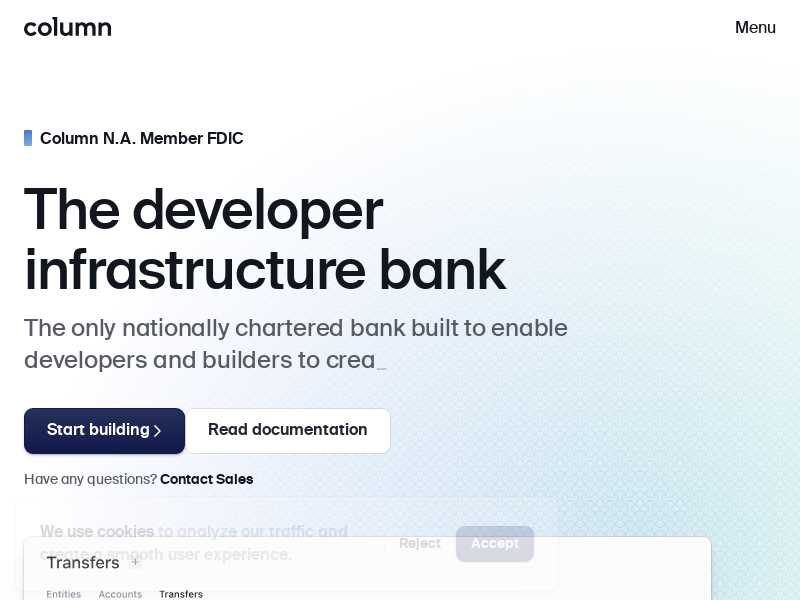 column
Menu
Column N.A. Member FDIC
The developer
infrastructure bank
The only nationally chartered bank built to enable
developers and builders to crea_
Start building
Read documentation
Have any questions? Contact Sales
We use cookies to analyze our traffic and
create a smooth user experience.
Reject
Accept
Transfers +
Entities Accounts Transfers